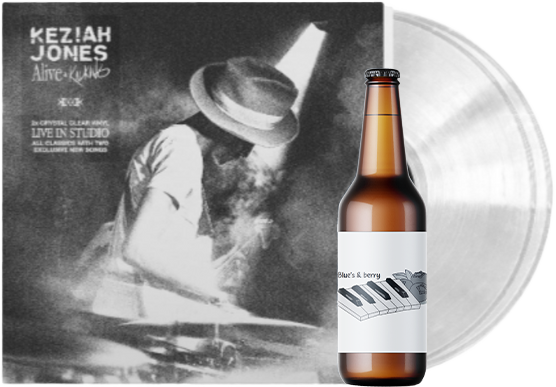 KEZ!AH
JONES
Alive & Kicking
2x CRYSTAL CLEAR VINYL
LIVE IN STUDIO
ALL CLASSICS WITH TWO
EXCLUSIVE NEW SONGS
Blue's & berry